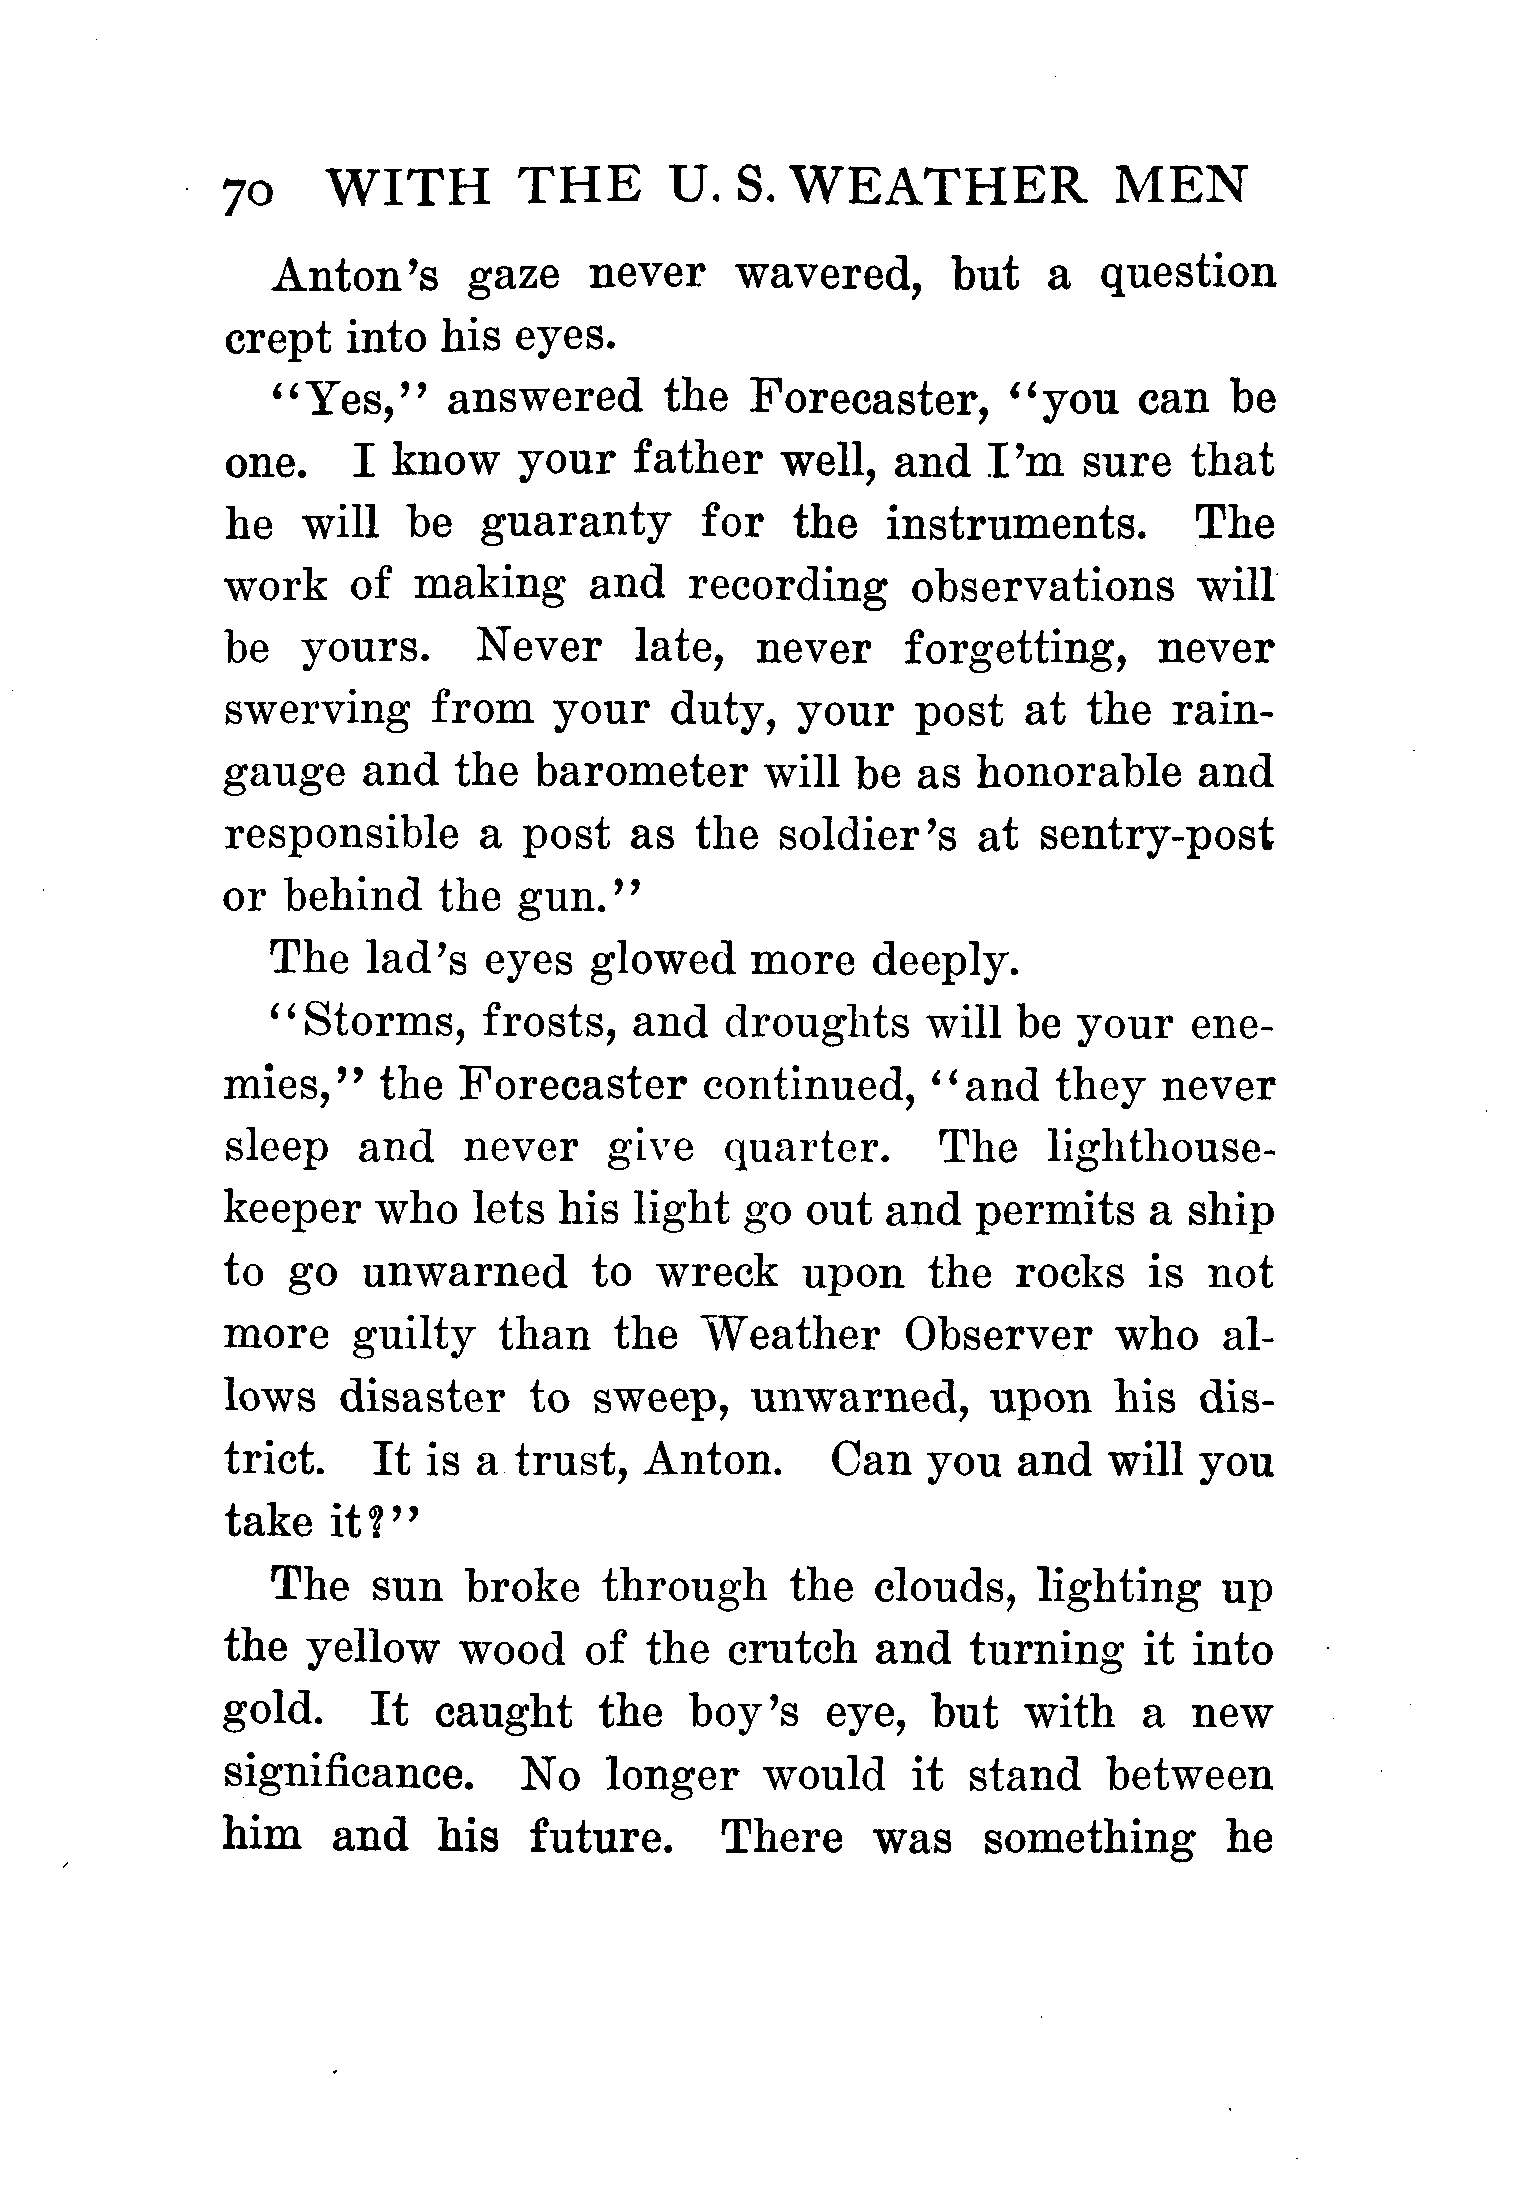 70 WITH THE U. S. WEATHER MEN
Anton's gaze never wavered, but a question
crept into his eyes.
"Yes," answered the Forecaster, "you can be
one. I know your father well, and I'm sure that
he will be guaranty for the instruments. The
work of making and recording observations will
be yours. Never late, never forgetting, never
swerving from your duty, your post at the rain-
gauge and the barometer will be as honorable and
responsible a post as the soldier's at sentry-post
or behind the gun."
The lad's eyes glowed more deeply.
"Storms, frosts, and droughts will be your ene-
mies," the Forecaster continued, "and they never
sleep and never give quarter. The lighthouse-
keeper who lets his light go out and permits a ship
to go unwarned to wreck upon the rocks is not
more guilty than the Weather Observer who al-
lows disaster to sweep, unwarned, upon his dis-
trict. It is a trust, Anton. Can you and will you
take it?"
The sun broke through the clouds, lighting up
the yellow wood of the crutch and turning it into
gold. It caught the boy's eye, but with a new
significance. No longer would it stand between
him and his future. There was something he